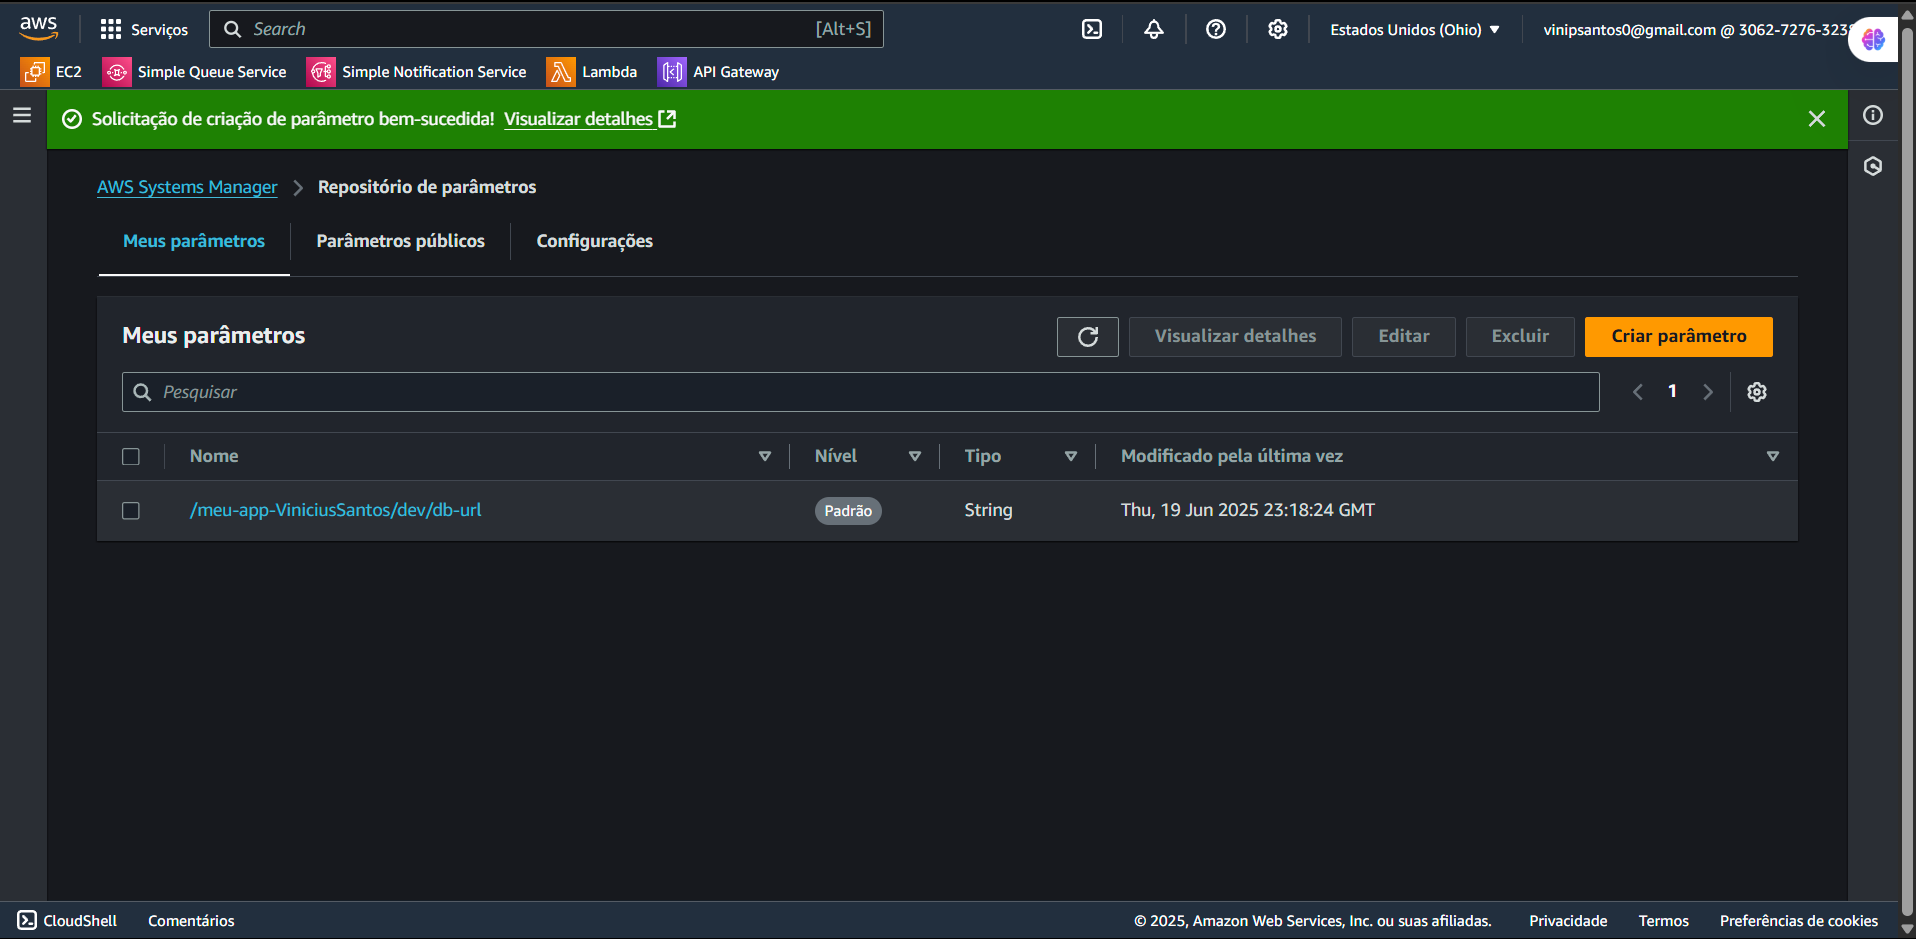 aws
Serviços
Search [Alt+S]
Estados Unidos (Ohio)
vinipsantos0@gmail.com @ 3062-7276-323
EC2
Simple Queue Service
Simple Notification Service
Lambda
API Gateway
Solicitação de criação de parâmetro bem-sucedida! Visualizar detalhes
AWS Systems Manager
Repositório de parâmetros
Meus parâmetros
Parâmetros públicos
Configurações
Meus parâmetros
Visualizar detalhes
Editar
Excluir
Criar parâmetro
Pesquisar
1
Nome
Nível
Tipo
Modificado pela última vez
/meu-app-ViniciusSantos/dev/db-url
Padrão
String
Thu, 19 Jun 2025 23:18:24 GMT
CloudShell
Comentários
© 2025, Amazon Web Services, Inc. ou suas afiliadas.
Privacidade
Termos
Preferências de cookies